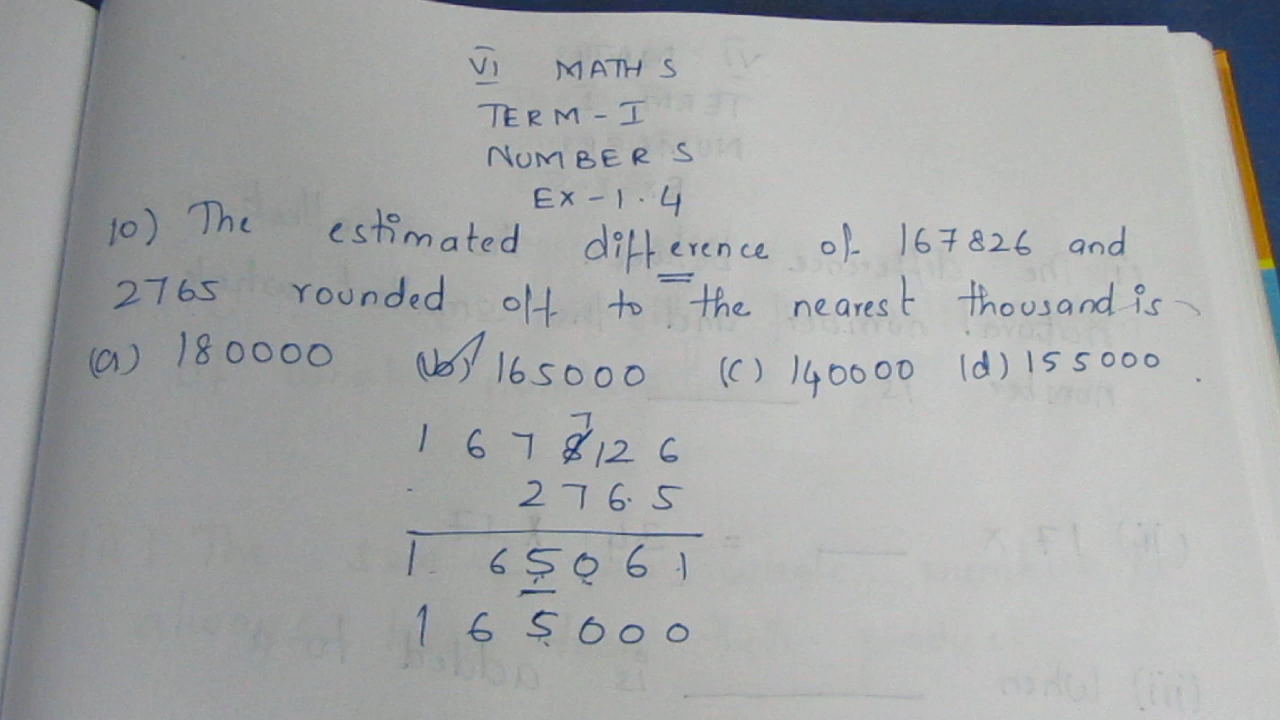 VI MATHS
TERM - I
NUMBERS
EX - 1.4
10) The estimated difference of 167826 and
2765 rounded off to the nearest thousand is
(a) 180000 (b) 165000 (c) 140000 (d) 155000
7
1 6 7 8 12 6
2 7 6 5
1 6 5 0 6 1
1 6 5 0 0 0